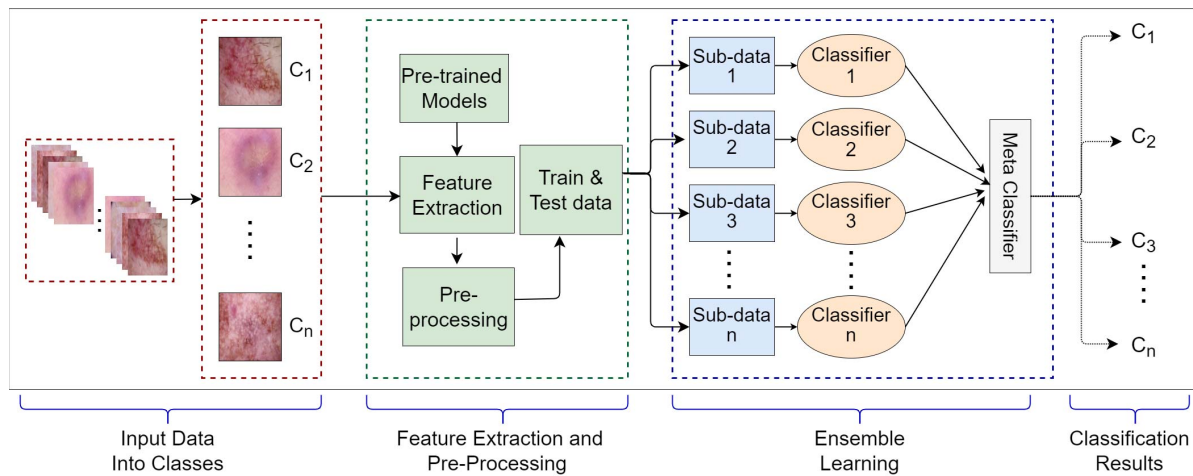 C1
C2
Cn
Pre-trained
Models
Feature
Extraction
Pre-
processing
Train &
Test data
Sub-data
1
Classifier
1
Sub-data
2
Classifier
2
Sub-data
3
Classifier
3
Sub-data
n
Classifier
n
Meta Classifier
C1
C2
C3
Cn
Input Data
Into Classes
Feature Extraction and
Pre-Processing
Ensemble
Learning
Classification
Results